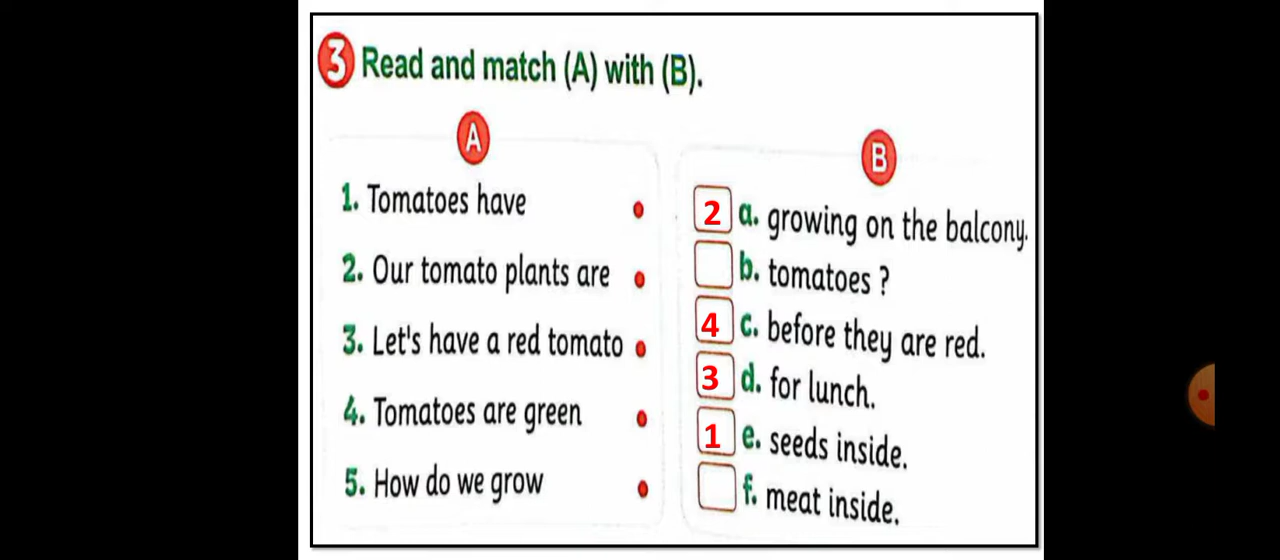 3 Read and match (A) with (B).
A
B
1. Tomatoes have
2. Our tomato plants are
3. Let's have a red tomato
4. Tomatoes are green
5. How do we grow
2 a. growing on the balcony.
b. tomatoes ?
4 c. before they are red.
3 d. for lunch.
1 e. seeds inside.
f. meat inside.